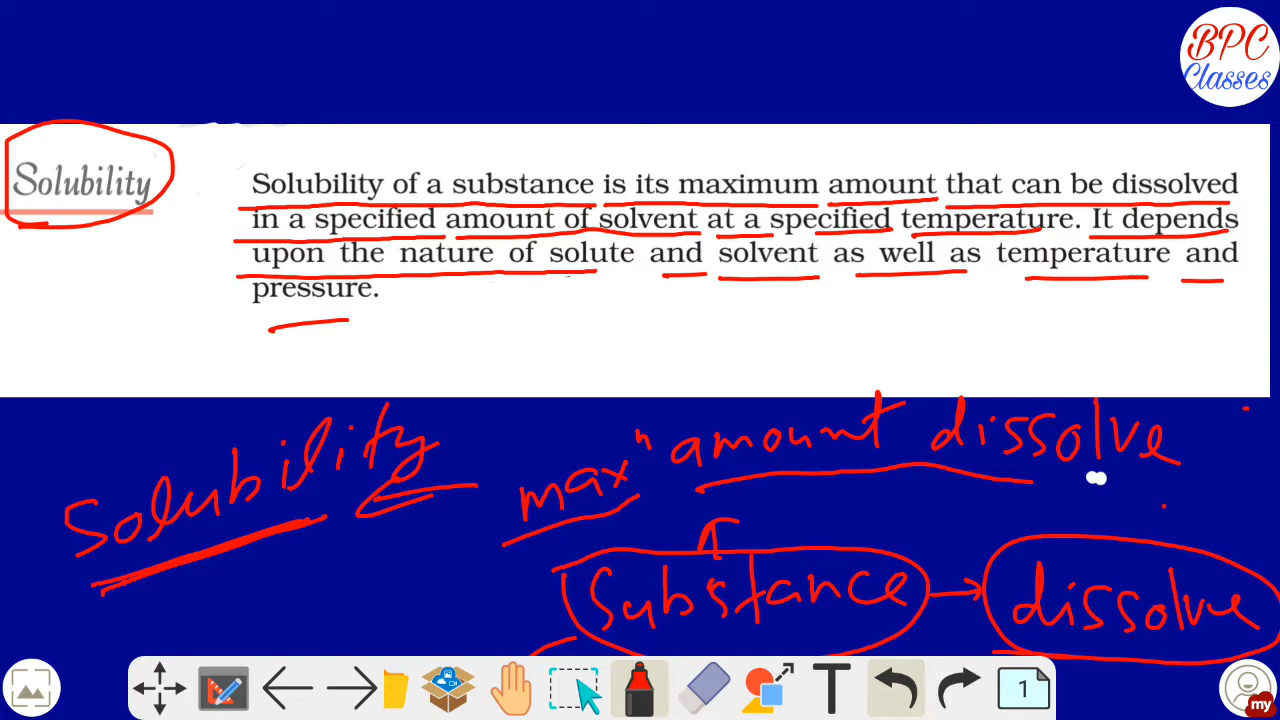 BPC
Classes
Solubility
Solubility of a substance is its maximum amount that can be dissolved
in a specified amount of solvent at a specified temperature. It depends
upon the nature of solute and solvent as well as temperature and
pressure.
Solubility
maxⁿ amount dissolve
Substance → dissolve
T
1
my